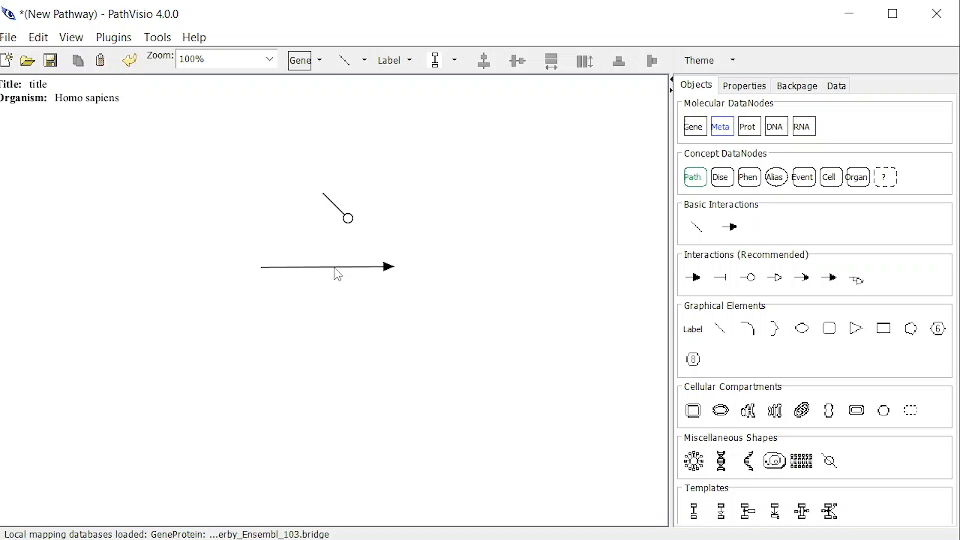 *(New Pathway) - PathVisio 4.0.0
File Edit View Plugins Tools Help
Zoom: 100% Gene Label Theme
Title: title
Organism: Homo sapiens
Objects Properties Backpage Data
Molecular DataNodes
Gene Meta Prot DNA RNA
Concept DataNodes
Path Dise Phen Alias Event Cell Organ ?
Basic Interactions
Interactions (Recommended)
Graphical Elements
Label 6
8
Cellular Compartments
Miscellaneous Shapes
Templates
Local mapping databases loaded: GeneProtein: ...erby_Ensembl_103.bridge